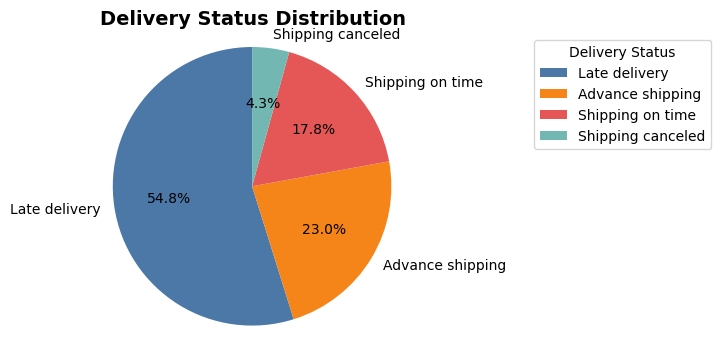 Delivery Status Distribution
Shipping canceled
Shipping on time
Late delivery
Advance shipping
4.3%
17.8%
54.8%
23.0%
Delivery Status
Late delivery
Advance shipping
Shipping on time
Shipping canceled